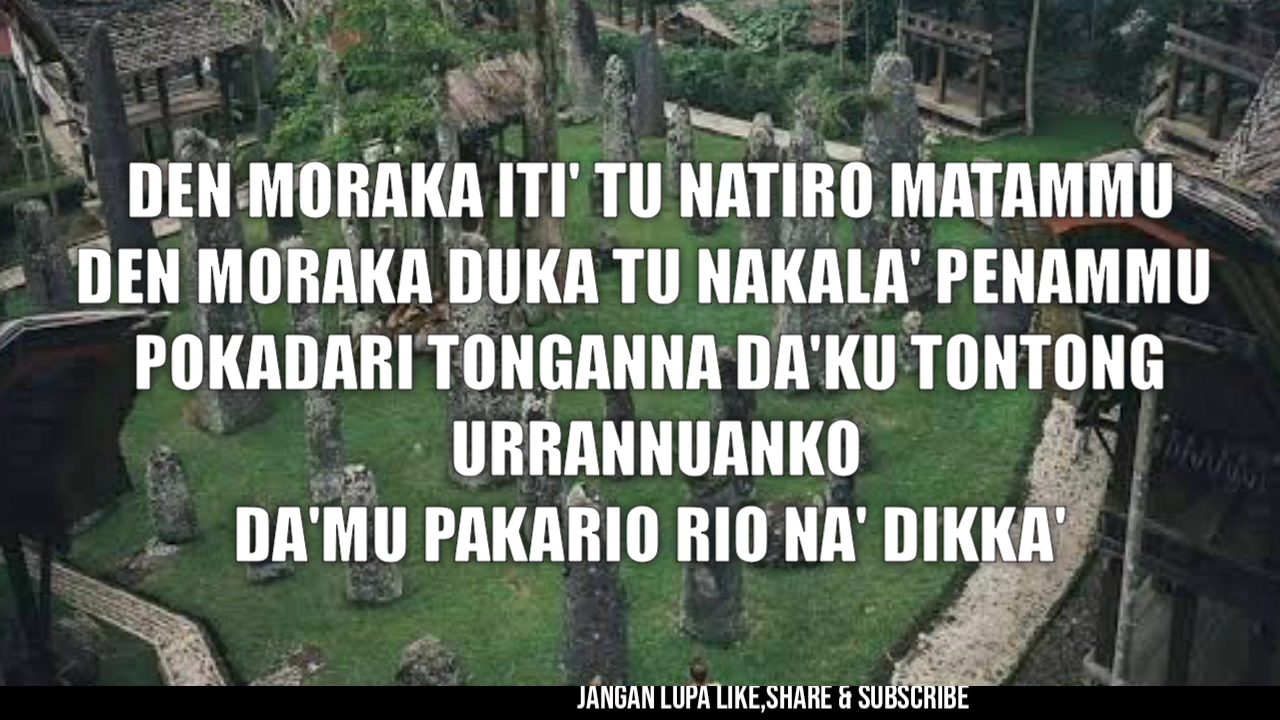 DEN MORAKA ITI' TU NATIRO MATAMMU
DEN MORAKA DUKA TU NAKALA' PENAMMU
POKADARI TONGANNA DA'KU TONTONG
URRANNUANKO
DA'MU PAKARIO RIO NA' DIKKA'
JANGAN LUPA LIKE,SHARE & SUBSCRIBE